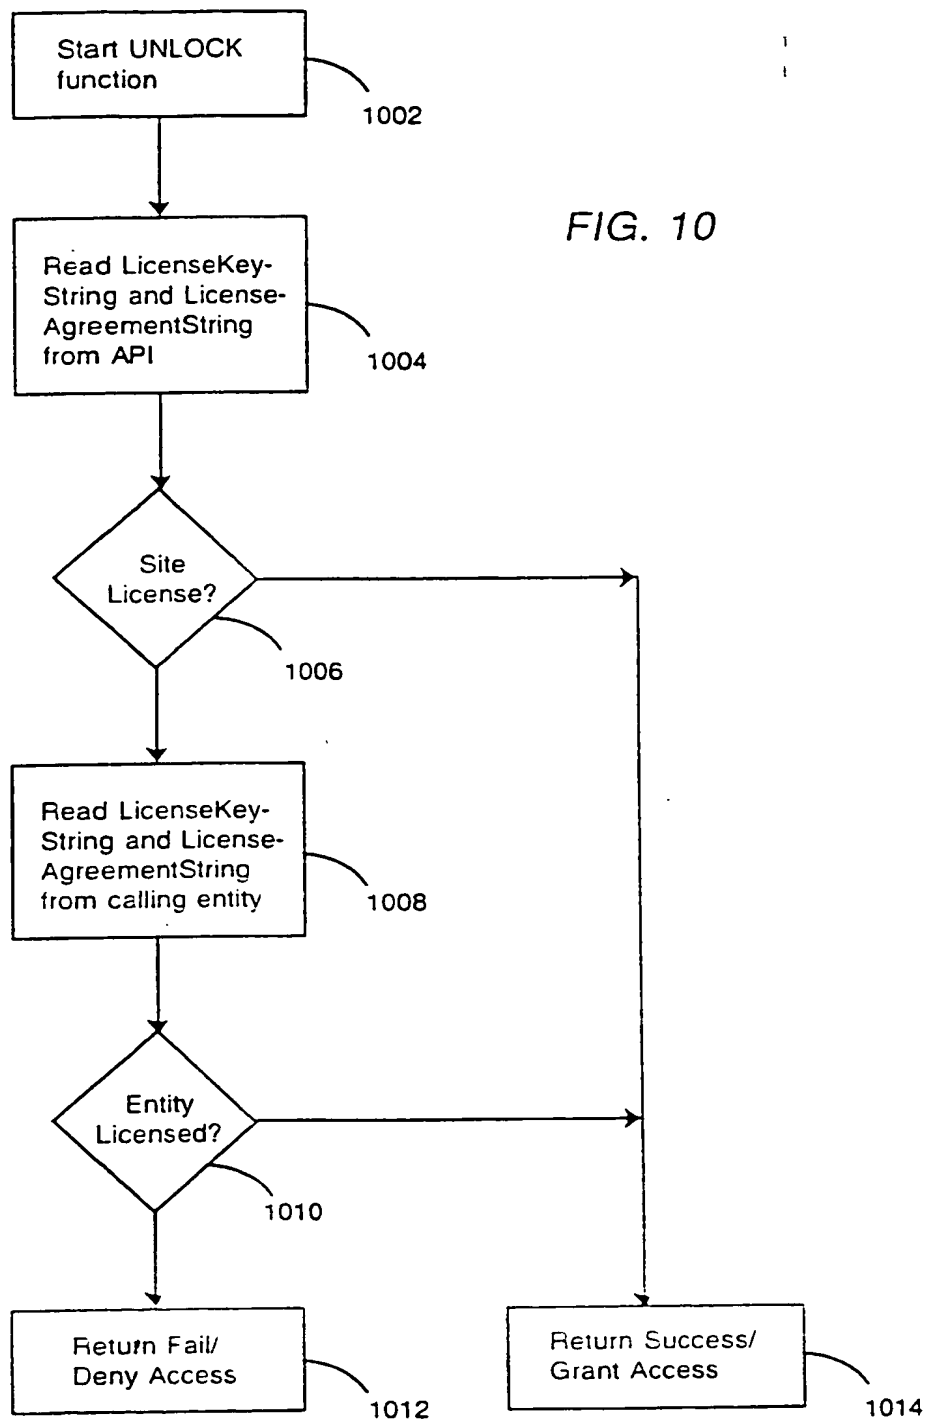 Start UNLOCK
function
1002
FIG. 10
Read LicenseKey-
String and License-
AgreementString
from API
1004
Site
License?
1006
Read LicenseKey-
String and License-
AgreementString
from calling entity
1008
Entity
Licensed?
1010
Return Fail/
Deny Access
1012
Return Success/
Grant Access
1014